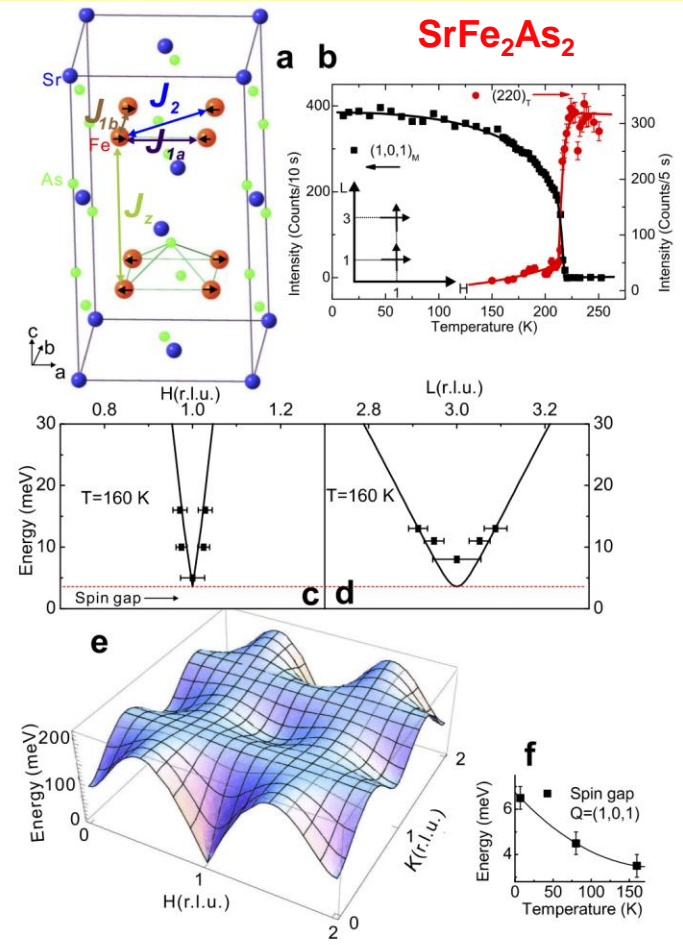 SrFe₂As₂
a
b
Sr
J₂
J₁b
Fe
J₁a
As
Jz
c
b
a
400
200
0
Intensity (Counts/10 s)
(220)T
(1,0,1)M
L
3
1
1
H
300
200
100
0
Intensity (Counts/5 s)
0 50 100 150 200 250
Temperature (K)
H(r.l.u.)
0.8 1.0 1.2
L(r.l.u.)
2.8 3.0 3.2
30
20
10
0
Energy (meV)
T=160 K
T=160 K
30
20
10
0
Spin gap
c
d
e
200
100
0
Energy (meV)
0
1
2
H(r.l.u.)
0
1
2
K(r.l.u.)
f
Spin gap
Q=(1,0,1)
6
4
Energy (meV)
0 50 100 150
Temperature (K)